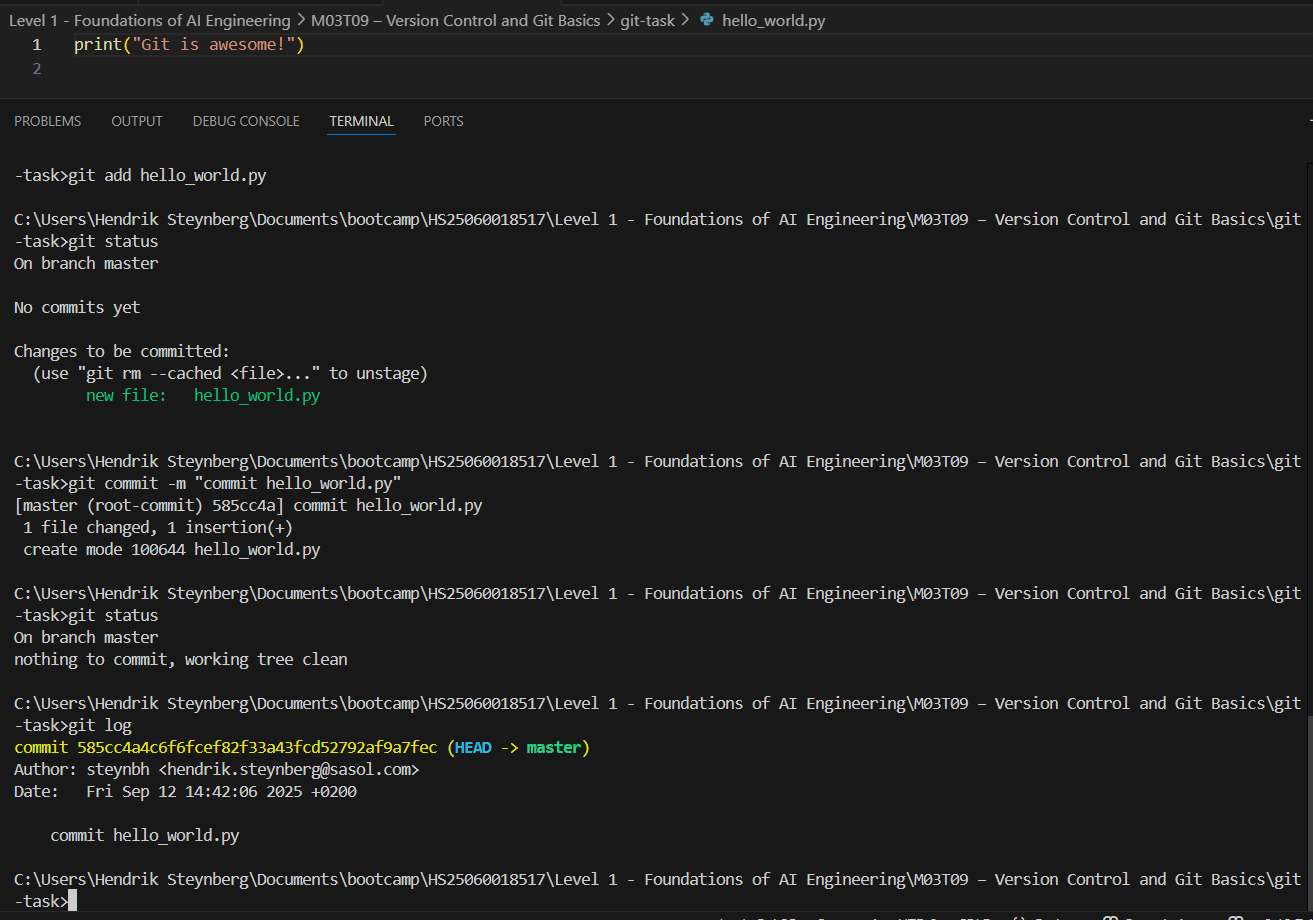 Level 1 - Foundations of AI Engineering > M03T09 – Version Control and Git Basics > git-task > hello_world.py
1 print("Git is awesome!")
2
PROBLEMS OUTPUT DEBUG CONSOLE TERMINAL PORTS
-task>git add hello_world.py
C:\Users\Hendrik Steynberg\Documents\bootcamp\HS25060018517\Level 1 - Foundations of AI Engineering\M03T09 – Version Control and Git Basics\git
-task>git status
On branch master
No commits yet
Changes to be committed:
  (use "git rm --cached <file>..." to unstage)
        new file:   hello_world.py
C:\Users\Hendrik Steynberg\Documents\bootcamp\HS25060018517\Level 1 - Foundations of AI Engineering\M03T09 – Version Control and Git Basics\git
-task>git commit -m "commit hello_world.py"
[master (root-commit) 585cc4a] commit hello_world.py
 1 file changed, 1 insertion(+)
 create mode 100644 hello_world.py
C:\Users\Hendrik Steynberg\Documents\bootcamp\HS25060018517\Level 1 - Foundations of AI Engineering\M03T09 – Version Control and Git Basics\git
-task>git status
On branch master
nothing to commit, working tree clean
C:\Users\Hendrik Steynberg\Documents\bootcamp\HS25060018517\Level 1 - Foundations of AI Engineering\M03T09 – Version Control and Git Basics\git
-task>git log
commit 585cc4a4c6f6fcef82f33a43fcd52792af9a7fec (HEAD -> master)
Author: steynbh <hendrik.steynberg@sasol.com>
Date:   Fri Sep 12 14:42:06 2025 +0200
    commit hello_world.py
C:\Users\Hendrik Steynberg\Documents\bootcamp\HS25060018517\Level 1 - Foundations of AI Engineering\M03T09 – Version Control and Git Basics\git
-task>